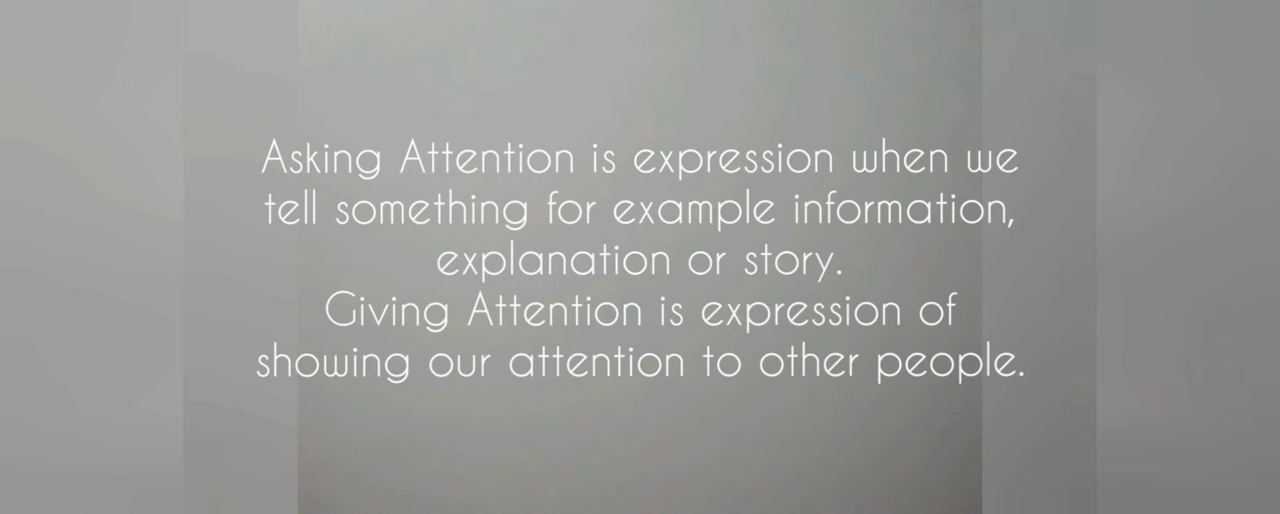 Asking Attention is expression when we
tell something for example information,
explanation or story.
Giving Attention is expression of
showing our attention to other people.